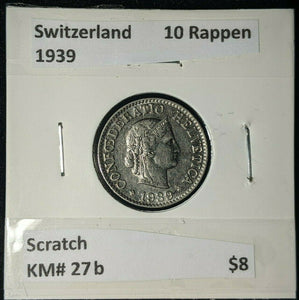 Switzerland 10 Rappen
1939
CONFOEDERATIO HELVETICA
1939
Scratch
KM# 27b $8